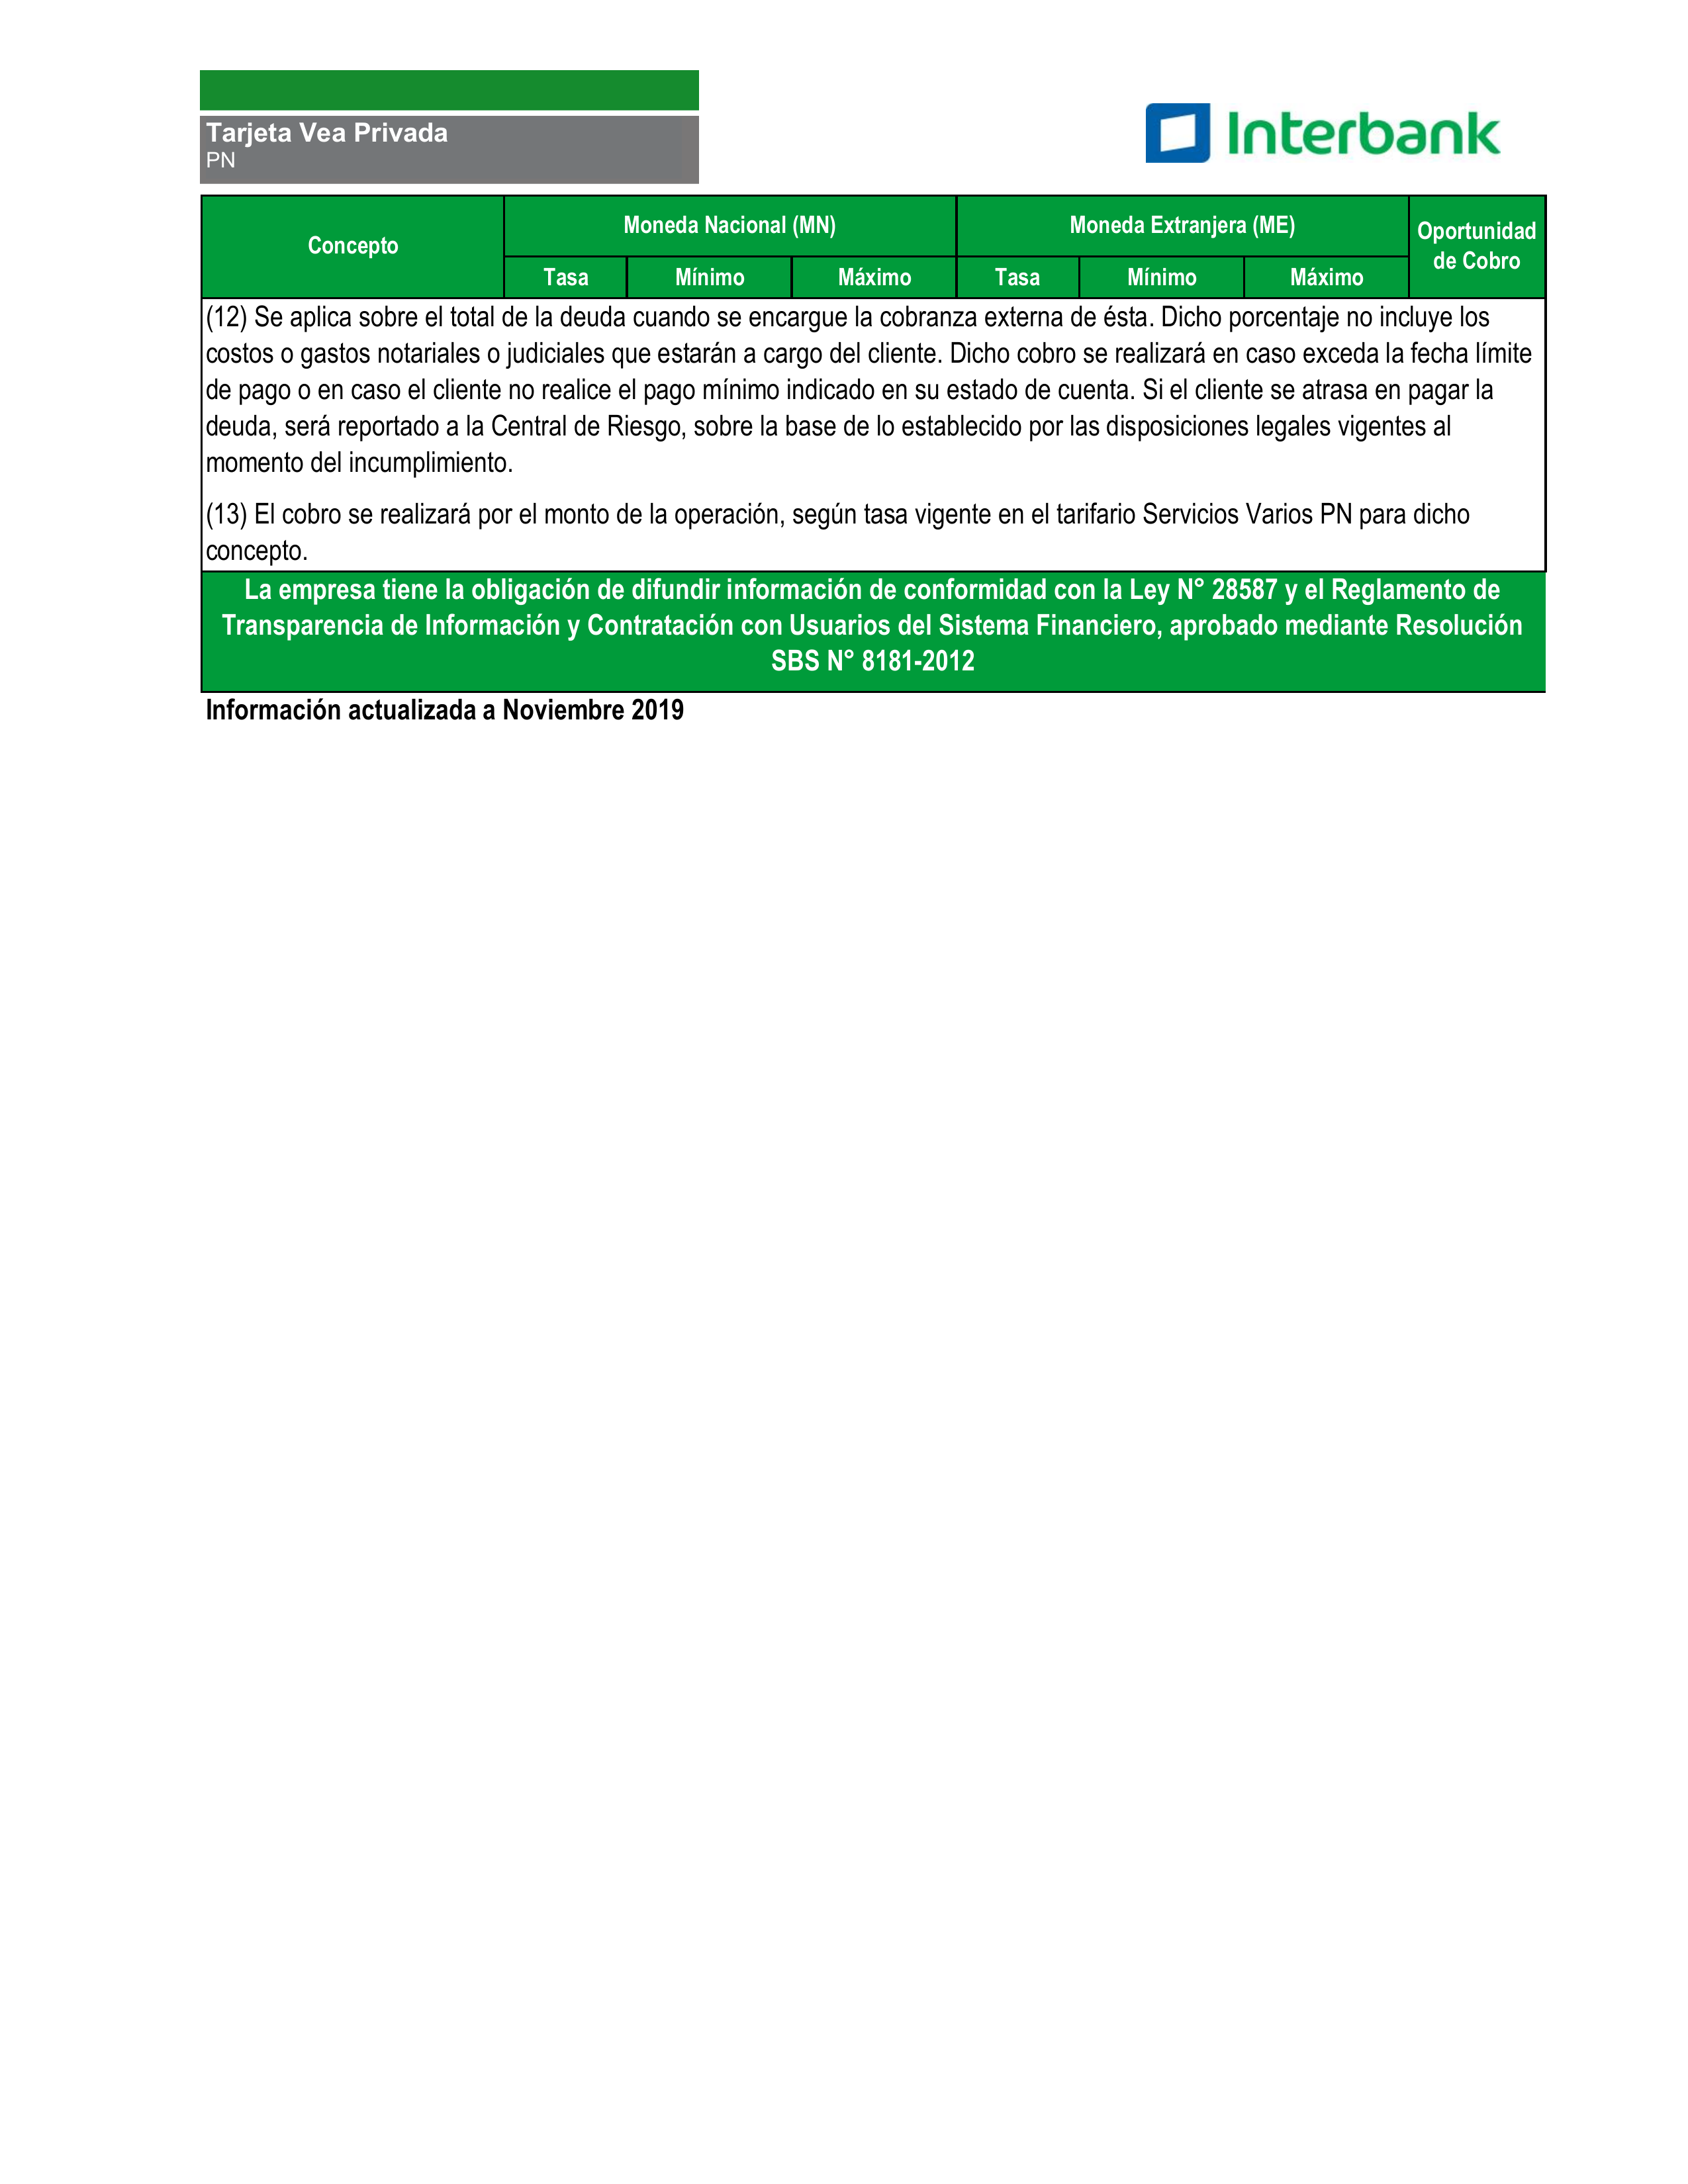 Tarjeta Vea Privada
PN
Interbank
Concepto
Moneda Nacional (MN)
Moneda Extranjera (ME)
Oportunidad
de Cobro
Tasa
Mínimo
Máximo
Tasa
Mínimo
Máximo
(12) Se aplica sobre el total de la deuda cuando se encargue la cobranza externa de ésta. Dicho porcentaje no incluye los
costos o gastos notariales o judiciales que estarán a cargo del cliente. Dicho cobro se realizará en caso exceda la fecha límite
de pago o en caso el cliente no realice el pago mínimo indicado en su estado de cuenta. Si el cliente se atrasa en pagar la
deuda, será reportado a la Central de Riesgo, sobre la base de lo establecido por las disposiciones legales vigentes al
momento del incumplimiento.
(13) El cobro se realizará por el monto de la operación, según tasa vigente en el tarifario Servicios Varios PN para dicho
concepto.
La empresa tiene la obligación de difundir información de conformidad con la Ley N° 28587 y el Reglamento de
Transparencia de Información y Contratación con Usuarios del Sistema Financiero, aprobado mediante Resolución
SBS N° 8181-2012
Información actualizada a Noviembre 2019